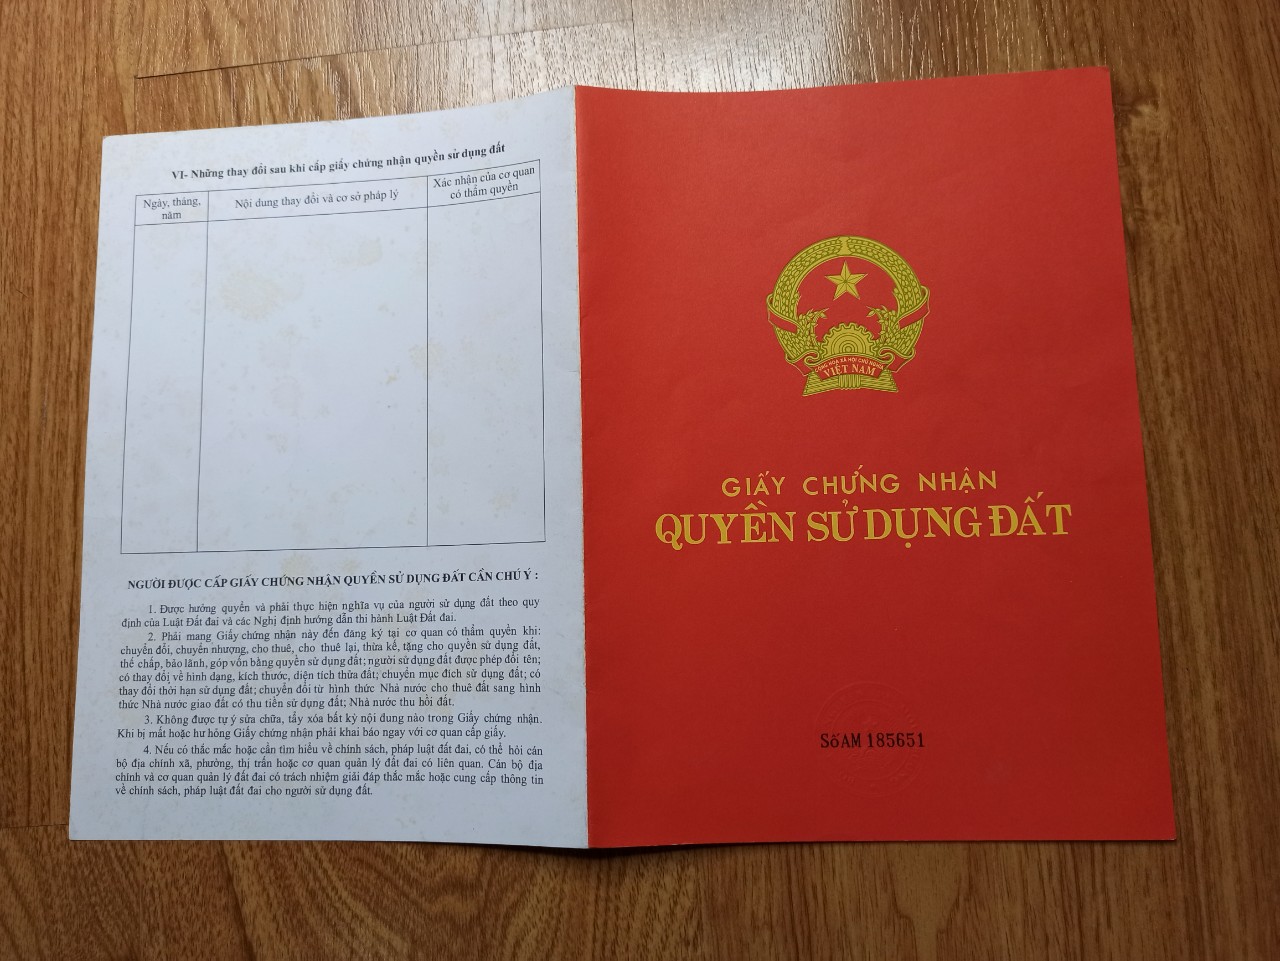 VI- Những thay đổi sau khi cấp giấy chứng nhận quyền sử dụng đất
Ngày, tháng,
năm
Nội dung thay đổi và cơ sở pháp lý
Xác nhận của cơ quan
có thẩm quyền
NGƯỜI ĐƯỢC CẤP GIẤY CHỨNG NHẬN QUYỀN SỬ DỤNG ĐẤT CẦN CHÚ Ý :
1. Được hưởng quyền và phải thực hiện nghĩa vụ của người sử dụng đất theo quy
định của Luật Đất đai và các Nghị định hướng dẫn thi hành Luật Đất đai.
2. Phải mang Giấy chứng nhận này đến đăng ký tại cơ quan có thẩm quyền khi:
chuyển đổi, chuyển nhượng, cho thuê, cho thuê lại, thừa kế, tặng cho quyền sử dụng đất,
thế chấp, bảo lãnh, góp vốn bằng quyền sử dụng đất; người sử dụng đất được phép đổi tên;
có thay đổi về hình dạng, kích thước, diện tích thửa đất; chuyển mục đích sử dụng đất; có
thay đổi thời hạn sử dụng đất; chuyển đổi từ hình thức Nhà nước cho thuê đất sang hình
thức Nhà nước giao đất có thu tiền sử dụng đất; Nhà nước thu hồi đất.
3. Không được tự ý sửa chữa, tẩy xóa bất kỳ nội dung nào trong Giấy chứng nhận.
Khi bị mất hoặc hư hỏng Giấy chứng nhận phải khai báo ngay với cơ quan cấp giấy.
4. Nếu có thắc mắc hoặc cần tìm hiểu về chính sách, pháp luật đất đai, có thể hỏi cán
bộ địa chính xã, phường, thị trấn hoặc cơ quan quản lý đất đai có liên quan. Cán bộ địa
chính và cơ quan quản lý đất đai có trách nhiệm giải đáp thắc mắc hoặc cung cấp thông tin
về chính sách, pháp luật đất đai cho người sử dụng đất.
CỘNG HÒA XÃ HỘI CHỦ NGHĨA
VIỆT NAM
GIẤY CHỨNG NHẬN
QUYỀN SỬ DỤNG ĐẤT
Số AM 185651